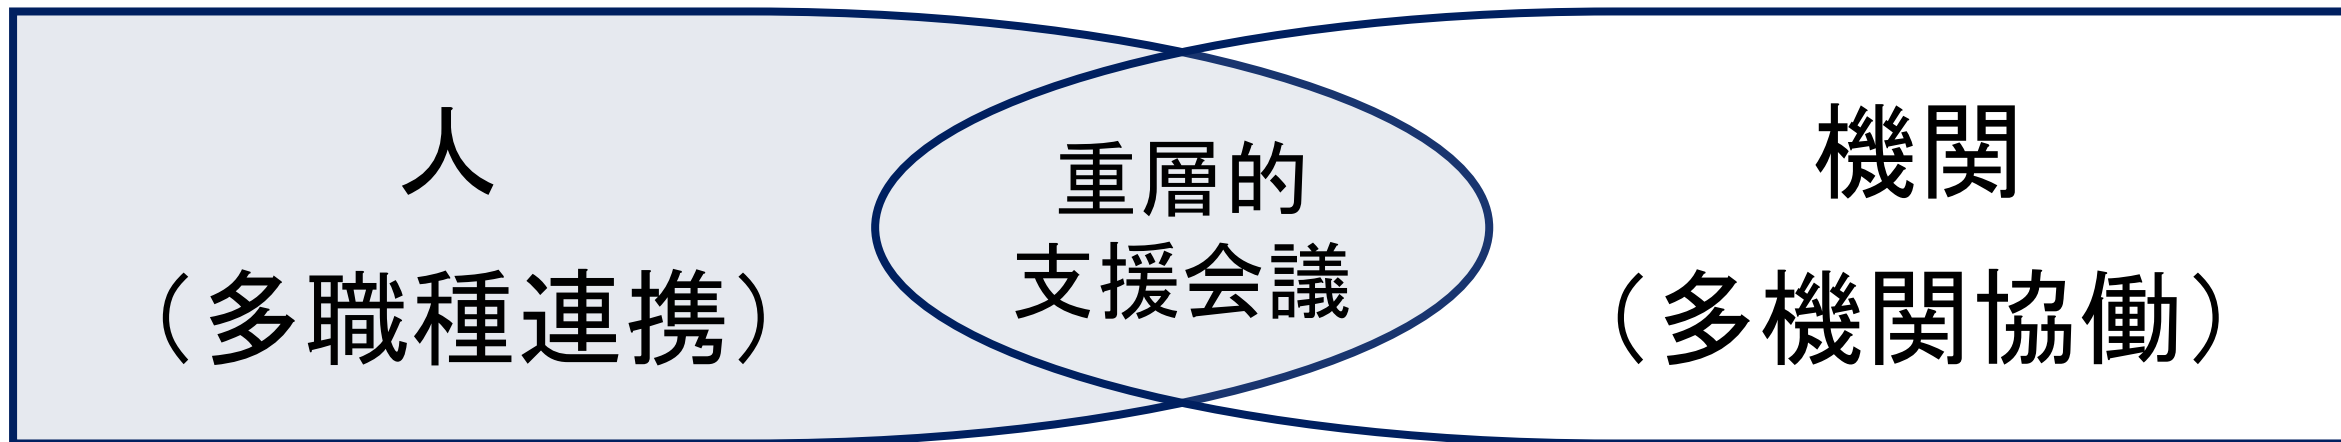 人
（多職種連携）
重層的
支援会議
機関
（多機関協働）